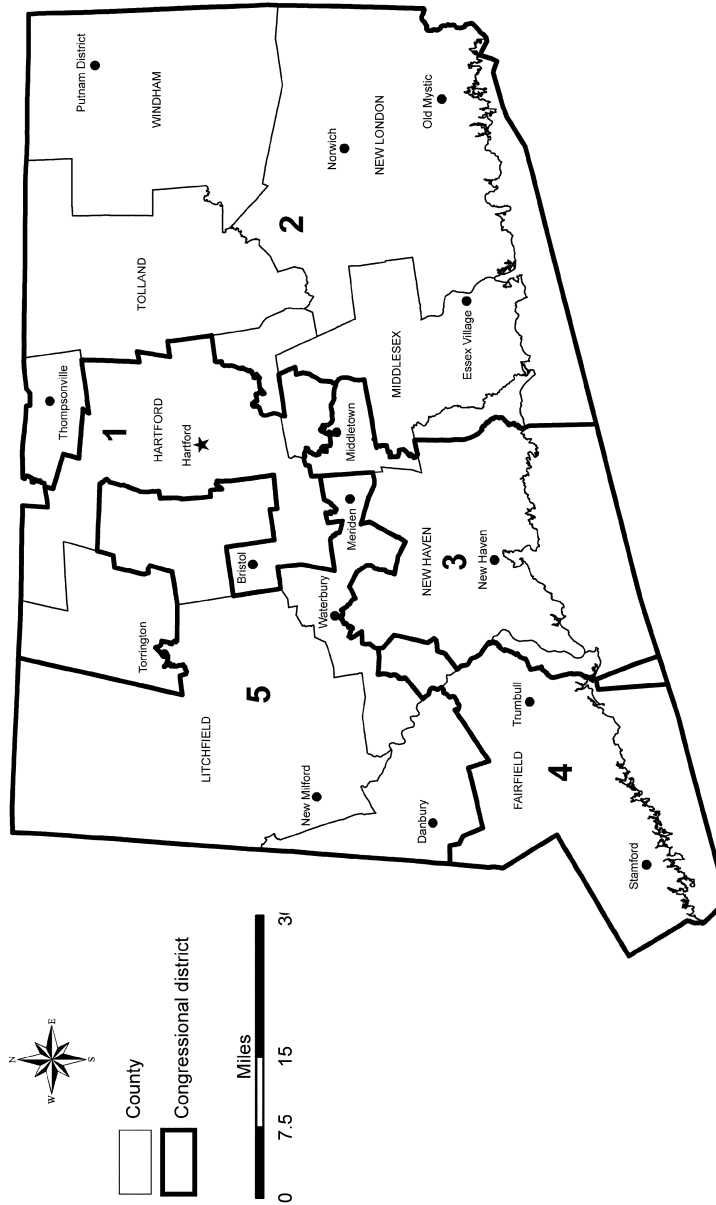 N
W
E
S
County
Congressional district
Miles
0
7.5
15
Putnam District
WINDHAM
TOLLAND
Thompsonville
1
HARTFORD
Hartford
Torrington
LITCHFIELD
5
Bristol
2
Norwich
NEW LONDON
Old Mystic
Middletown
MIDDLESEX
Meriden
Waterbury
New Milford
Essex Village
NEW HAVEN
3
New Haven
Danbury
Trumbull
FAIRFIELD
4
Stamford